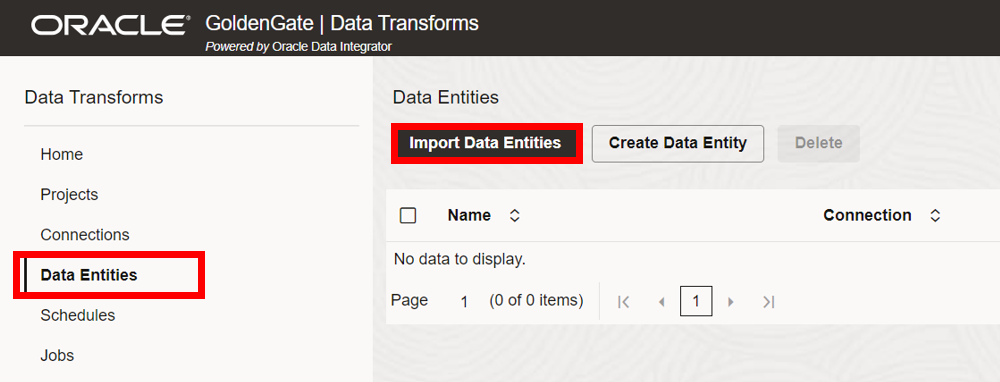 ORACLE® GoldenGate | Data Transforms
Powered by Oracle Data Integrator
Data Transforms
Home
Projects
Connections
Data Entities
Schedules
Jobs
Data Entities
Import Data Entities Create Data Entity Delete
Name Connection
No data to display.
Page 1 (0 of 0 items) 1